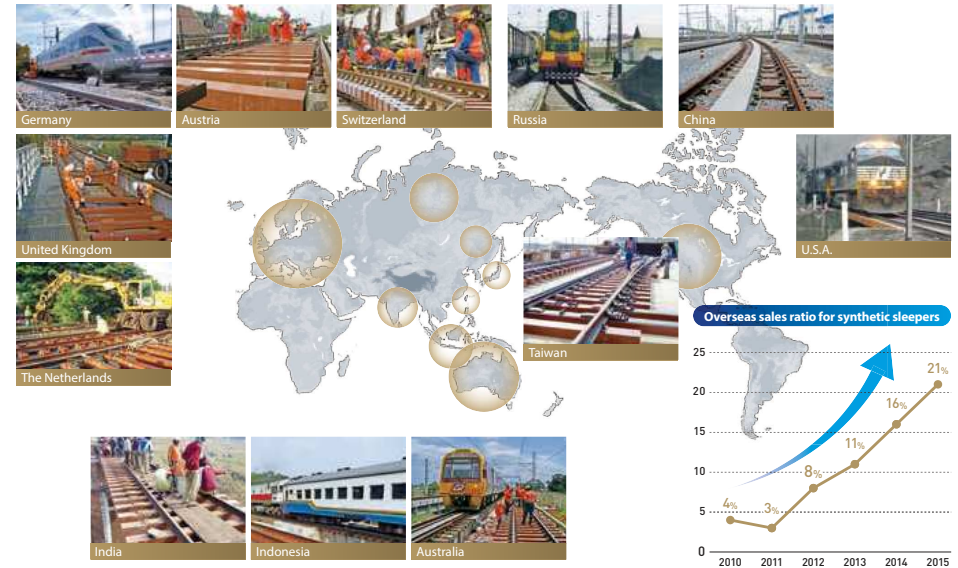 Germany
Austria
Switzerland
Russia
China
United Kingdom
U.S.A.
The Netherlands
Taiwan
Overseas sales ratio for synthetic sleepers
25
20
15
10
5
0
4%
3%
8%
11%
16%
21%
2010
2011
2012
2013
2014
2015
India
Indonesia
Australia